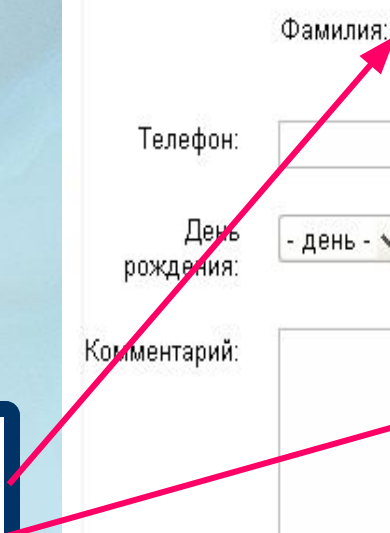 Фамилия:
Телефон:
День
рождения:
- день -
Комментарий: